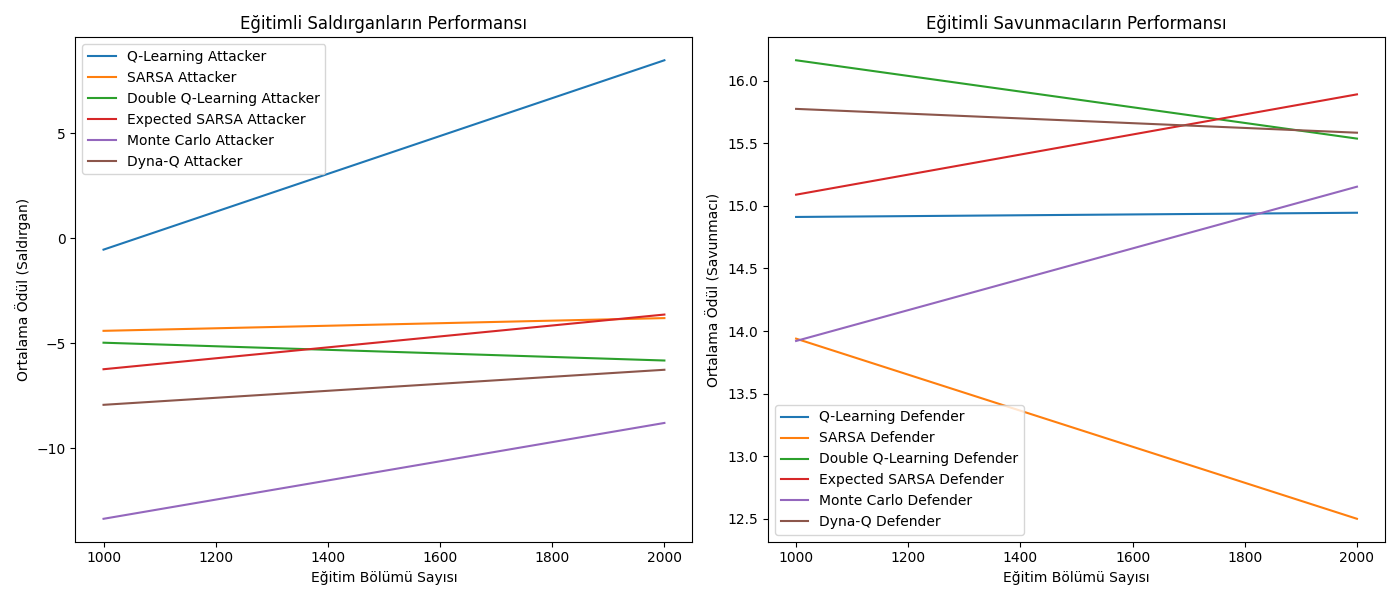 Eğitimli Saldırganların Performansı
Q-Learning Attacker
SARSA Attacker
Double Q-Learning Attacker
Expected SARSA Attacker
Monte Carlo Attacker
Dyna-Q Attacker
Ortalama Ödül (Saldırgan)
5
0
−5
−10
1000 1200 1400 1600 1800 2000
Eğitim Bölümü Sayısı
Eğitimli Savunmacıların Performansı
Ortalama Ödül (Savunmacı)
16.0
15.5
15.0
14.5
14.0
13.5
13.0
12.5
Q-Learning Defender
SARSA Defender
Double Q-Learning Defender
Expected SARSA Defender
Monte Carlo Defender
Dyna-Q Defender
1000 1200 1400 1600 1800 2000
Eğitim Bölümü Sayısı